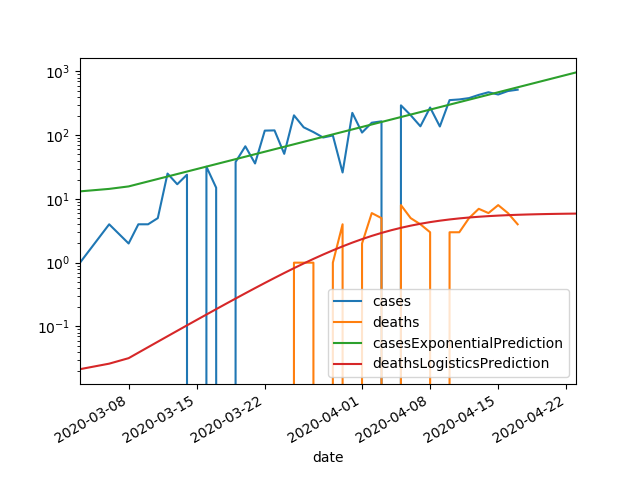 10³
10²
10¹
10⁰
10⁻¹
cases
deaths
casesExponentialPrediction
deathsLogisticsPrediction
2020-03-08
2020-03-15
2020-03-22
2020-04-01
2020-04-08
2020-04-15
2020-04-22
date